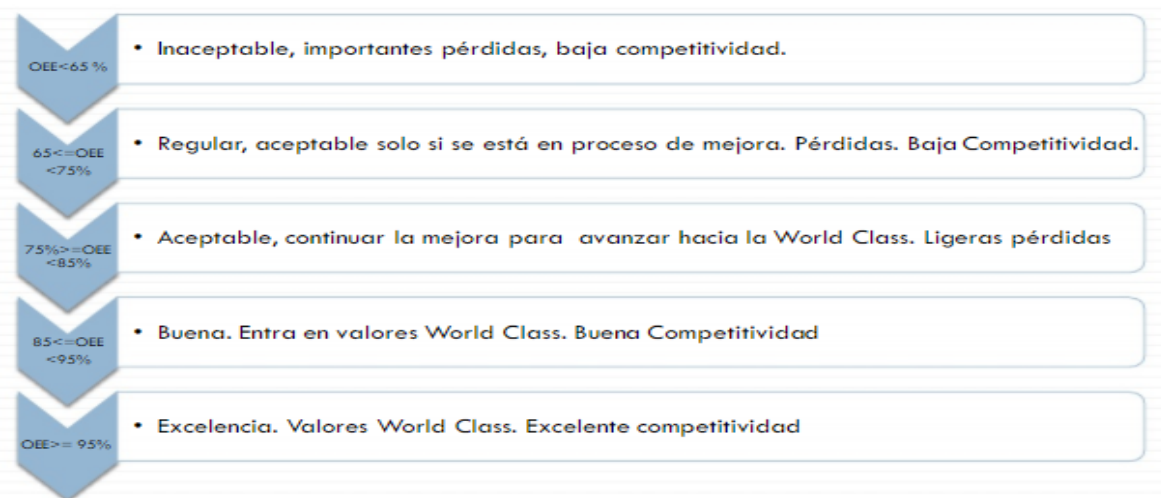 OEE<65 %
• Inaceptable, importantes pérdidas, baja competitividad.
65<=OEE
<75%
• Regular, aceptable solo si se está en proceso de mejora. Pérdidas. Baja Competitividad.
75%>=OEE
<85%
• Aceptable, continuar la mejora para avanzar hacia la World Class. Ligeras pérdidas
85<=OEE
<95%
• Buena. Entra en valores World Class. Buena Competitividad
OEE>= 95%
• Excelencia. Valores World Class. Excelente competitividad